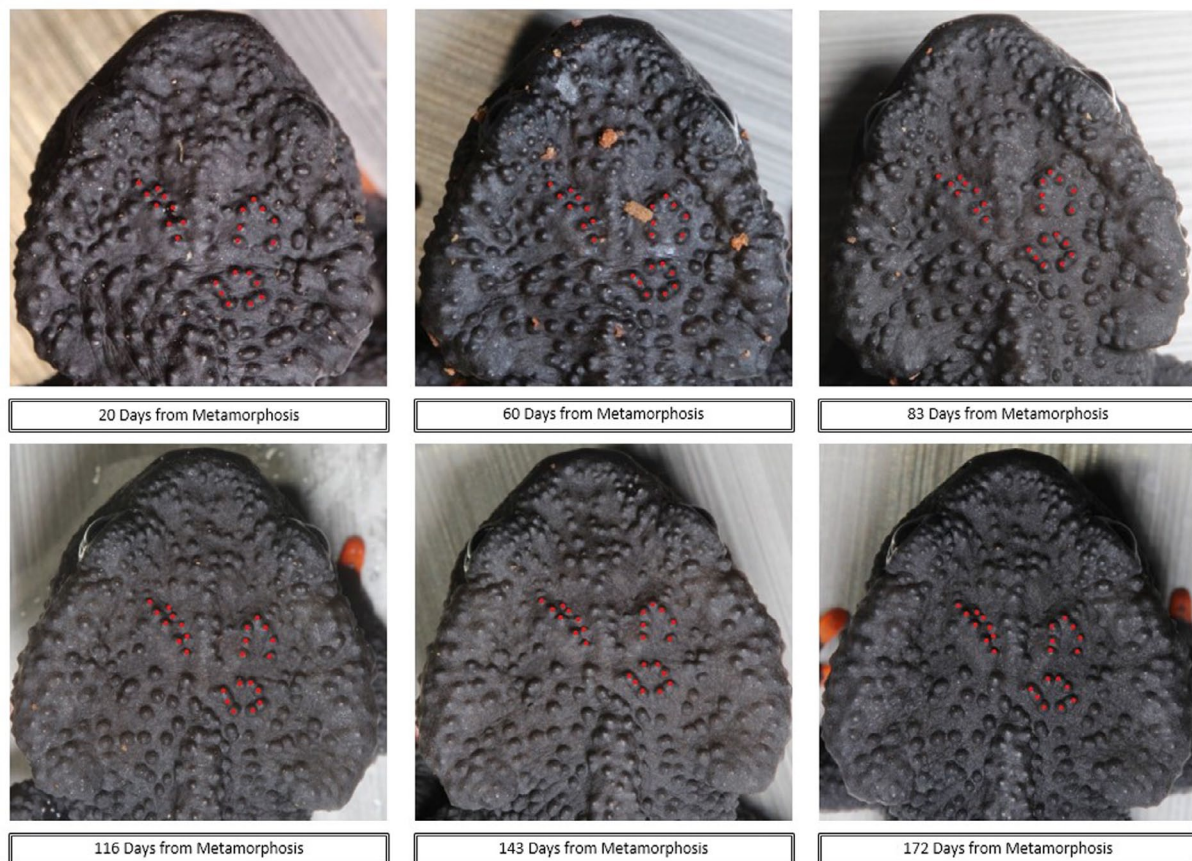 20 Days from Metamorphosis
60 Days from Metamorphosis
83 Days from Metamorphosis
116 Days from Metamorphosis
143 Days from Metamorphosis
172 Days from Metamorphosis